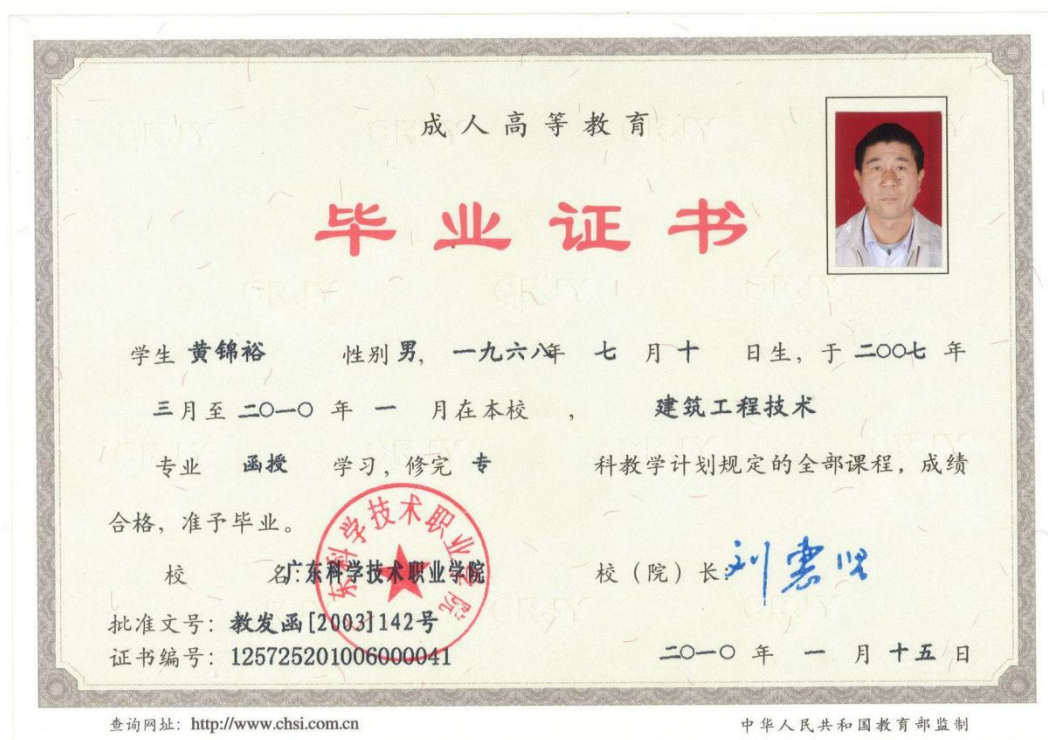 成人高等教育
毕业证书
学生 黄锦裕 性别 男， 一九六八年 七 月 十 日生，于 二〇〇七 年
三 月至 二〇一〇 年 一 月在本校 ， 建筑工程技术
专业 函授 学习，修完 专 科教学计划规定的全部课程，成绩
合格，准予毕业。
校 名：广东科学技术职业学院 校（院）长：
批准文号：教发函[2003]142号
证书编号：125725201006000041 二〇一〇 年 一 月 十五 日
查询网址：http://www.chsi.com.cn 中华人民共和国教育部监制